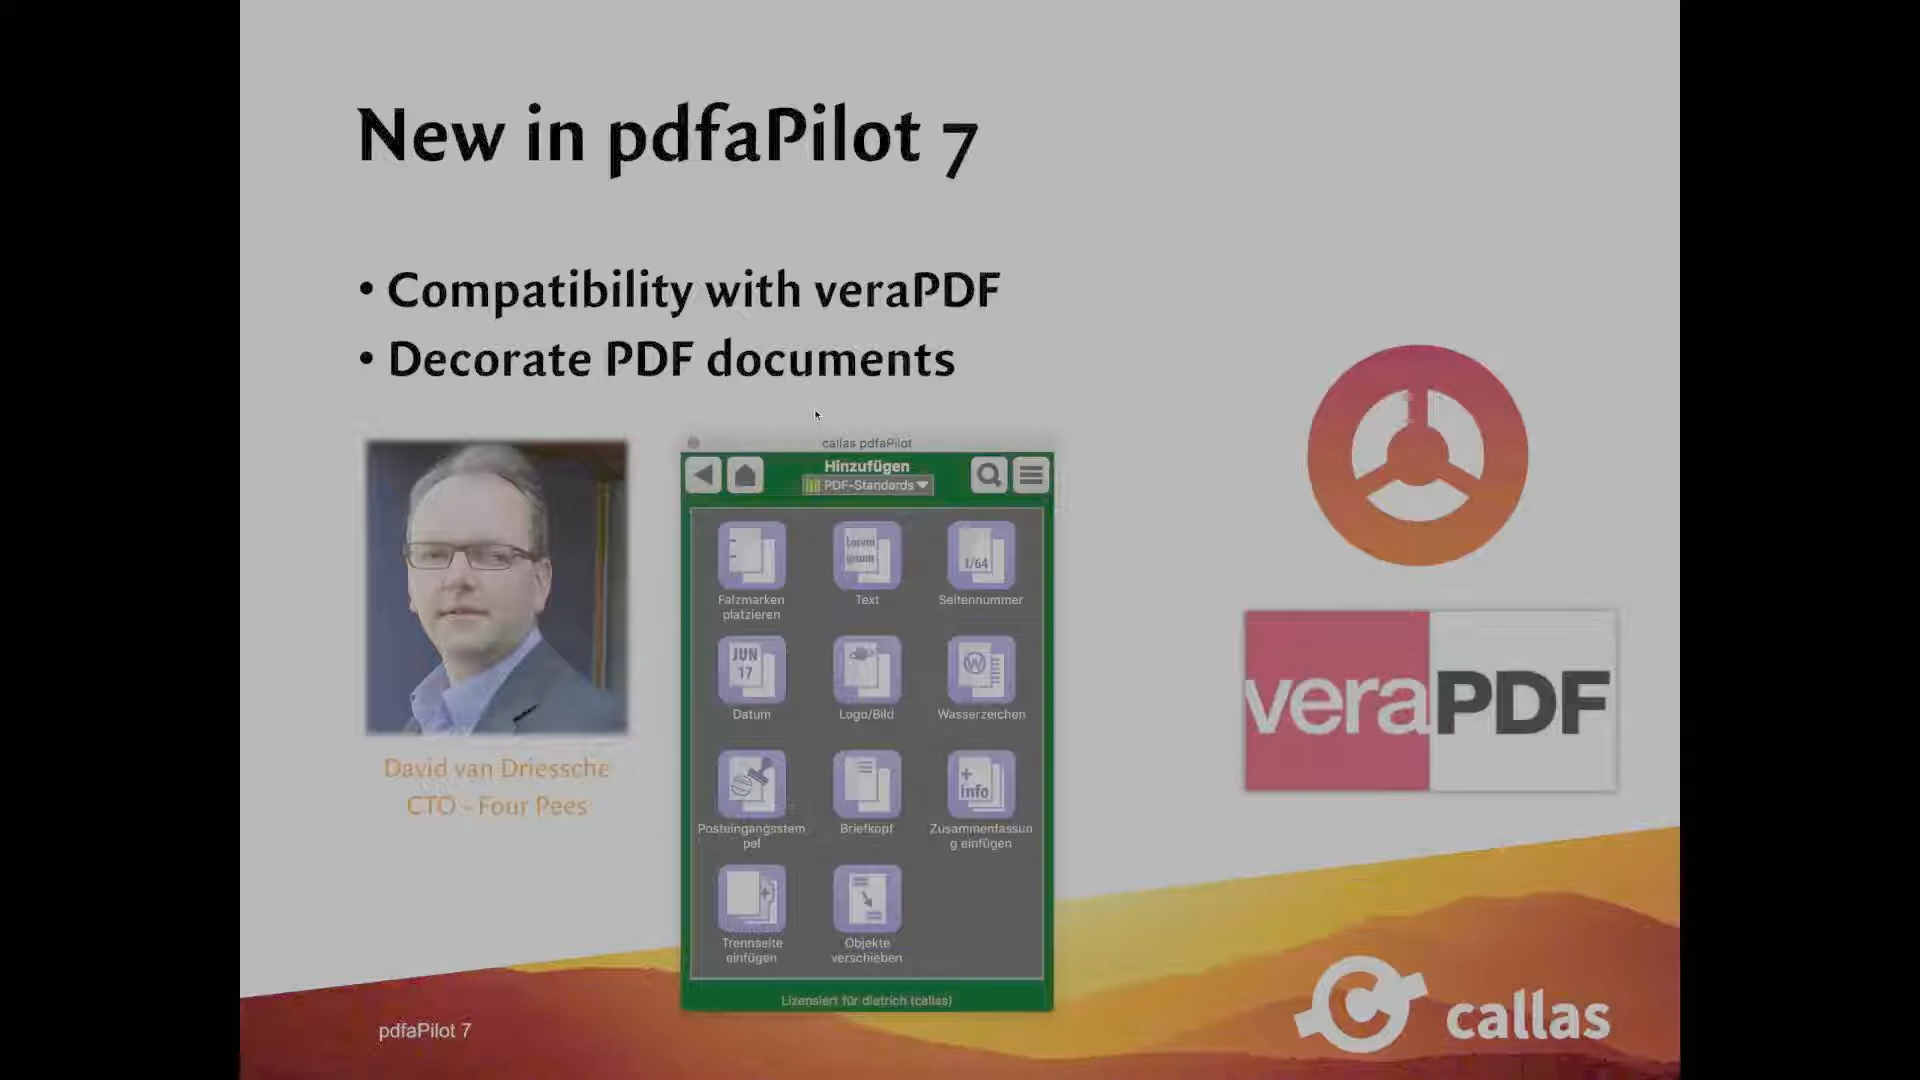 New in pdfaPilot 7
• Compatibility with veraPDF
• Decorate PDF documents
David van Driessche
CTO - Four Pees
callas pdfaPilot
Hinzufügen
PDF-Standards
Lorem
ipsum
1/64
Falzmarken
platzieren
Text
Seitennummer
JUN
17
W
Datum
Logo/Bild
Wasserzeichen
+
info
Posteingangsstem
pel
Briefkopf
Zusammenfassun
g einfügen
Trennseite
einfügen
Objekte
verschieben
Lizensiert für dietrich (callas)
veraPDF
callas
pdfaPilot 7